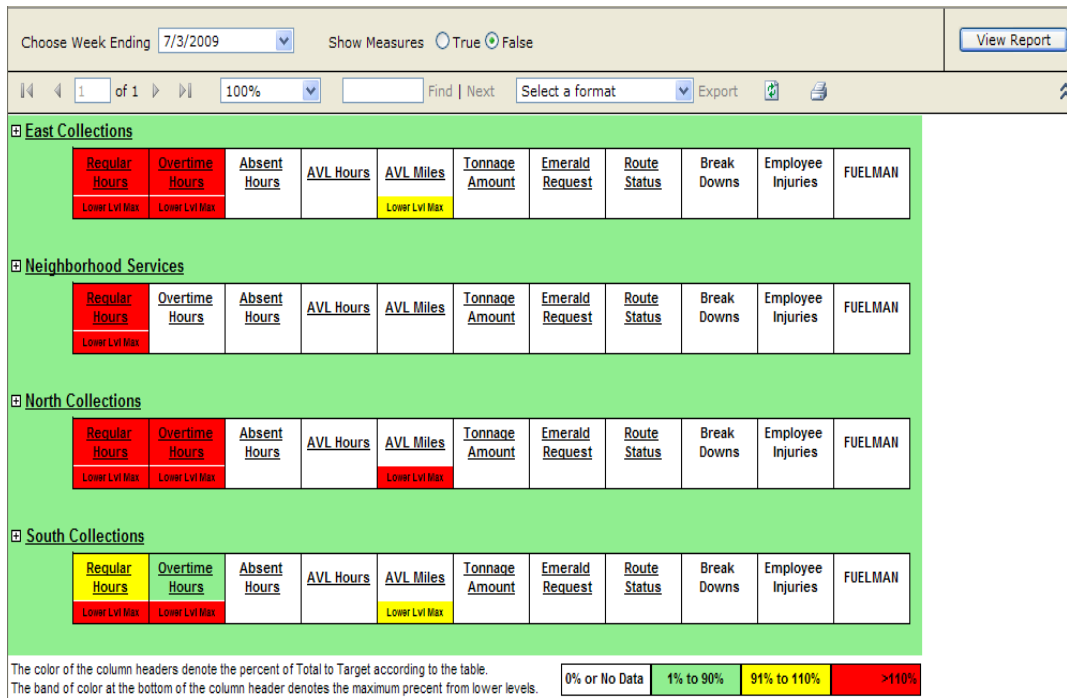 Choose Week Ending 7/3/2009 Show Measures True False View Report
1 of 1 100% Find | Next Select a format Export
East Collections
Regular Hours Overtime Hours Absent Hours AVL Hours AVL Miles Tonnage Amount Emerald Request Route Status Break Downs Employee Injuries FUELMAN
Lower Lvl Max Lower Lvl Max Lower Lvl Max
Neighborhood Services
Regular Hours Overtime Hours Absent Hours AVL Hours AVL Miles Tonnage Amount Emerald Request Route Status Break Downs Employee Injuries FUELMAN
Lower Lvl Max
North Collections
Regular Hours Overtime Hours Absent Hours AVL Hours AVL Miles Tonnage Amount Emerald Request Route Status Break Downs Employee Injuries FUELMAN
Lower Lvl Max Lower Lvl Max Lower Lvl Max
South Collections
Regular Hours Overtime Hours Absent Hours AVL Hours AVL Miles Tonnage Amount Emerald Request Route Status Break Downs Employee Injuries FUELMAN
Lower Lvl Max Lower Lvl Max Lower Lvl Max
The color of the column headers denote the percent of Total to Target according to the table.
The band of color at the bottom of the column header denotes the maximum precent from lower levels.
0% or No Data 1% to 90% 91% to 110% >110%